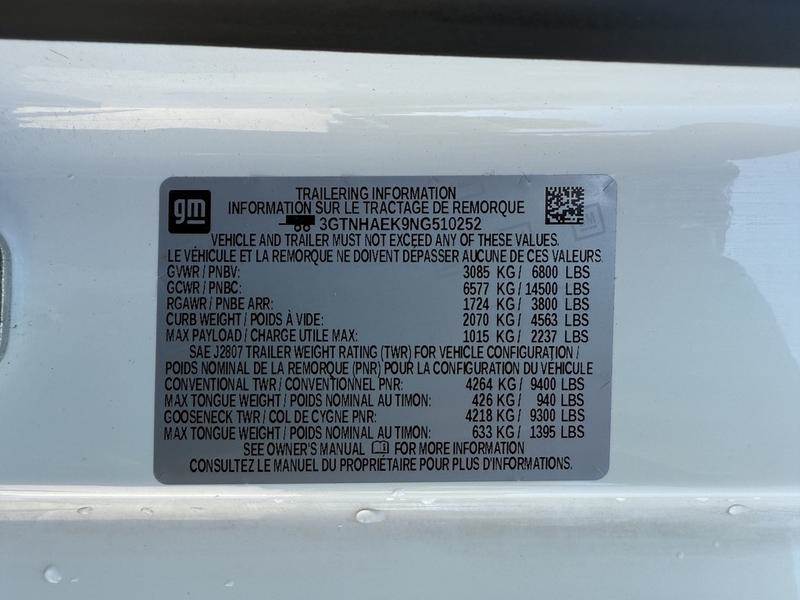 gm
TRAILERING INFORMATION
INFORMATION SUR LE TRACTAGE DE REMORQUE
3GTNHAEK9NG510252
VEHICLE AND TRAILER MUST NOT EXCEED ANY OF THESE VALUES.
LE VÉHICULE ET LA REMORQUE NE DOIVENT DÉPASSER AUCUNE DE CES VALEURS.
GVWR / PNBV: 3085 KG / 6800 LBS
GCWR / PNBC: 6577 KG / 14500 LBS
RGAWR / PNBE ARR: 1724 KG / 3800 LBS
CURB WEIGHT / POIDS À VIDE: 2070 KG / 4563 LBS
MAX PAYLOAD / CHARGE UTILE MAX: 1015 KG / 2237 LBS
SAE J2807 TRAILER WEIGHT RATING (TWR) FOR VEHICLE CONFIGURATION /
POIDS NOMINAL DE LA REMORQUE (PNR) POUR LA CONFIGURATION DU VÉHICULE
CONVENTIONAL TWR / CONVENTIONNEL PNR: 4264 KG / 9400 LBS
MAX TONGUE WEIGHT / POIDS NOMINAL AU TIMON: 426 KG / 940 LBS
GOOSENECK TWR / COL DE CYGNE PNR: 4218 KG / 9300 LBS
MAX TONGUE WEIGHT / POIDS NOMINAL AU TIMON: 633 KG / 1395 LBS
SEE OWNER'S MANUAL FOR MORE INFORMATION
CONSULTEZ LE MANUEL DU PROPRIÉTAIRE POUR PLUS D'INFORMATIONS.